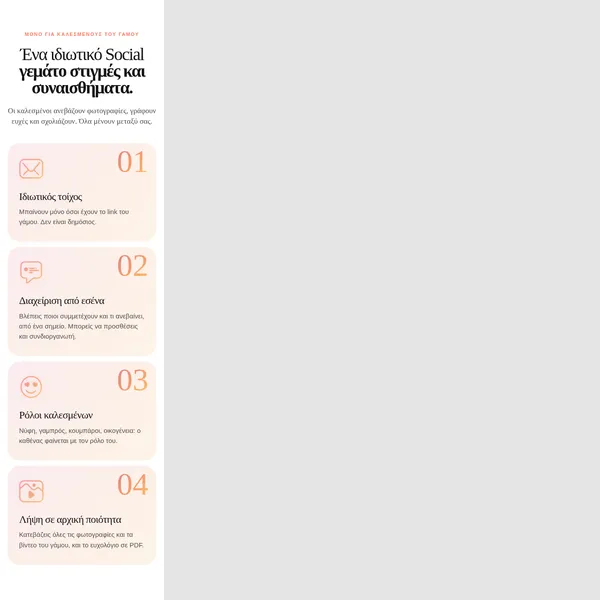 ΜΟΝΟ ΓΙΑ ΚΑΛΕΣΜΕΝΟΥΣ ΤΟΥ ΓΑΜΟΥ
Ένα ιδιωτικό Social
γεμάτο στιγμές και
συναισθήματα.
Οι καλεσμένοι ανεβάζουν φωτογραφίες, γράφουν
ευχές και σχολιάζουν. Όλα μένουν μεταξύ σας.
01
Ιδιωτικός τοίχος
Μπαίνουν μόνο όσοι έχουν το link του
γάμου. Δεν είναι δημόσιος.
02
Διαχείριση από εσένα
Βλέπεις ποιοι συμμετέχουν και τι ανεβαίνει,
από ένα σημείο. Μπορείς να προσθέσεις
και συνδιοργανωτή.
03
Ρόλοι καλεσμένων
Νύφη, γαμπρός, κουμπάροι, οικογένεια: ο
καθένας φαίνεται με τον ρόλο του.
04
Λήψη σε αρχική ποιότητα
Κατεβάζεις όλες τις φωτογραφίες και τα
βίντεο του γάμου, και το ευχολόγιο σε PDF.